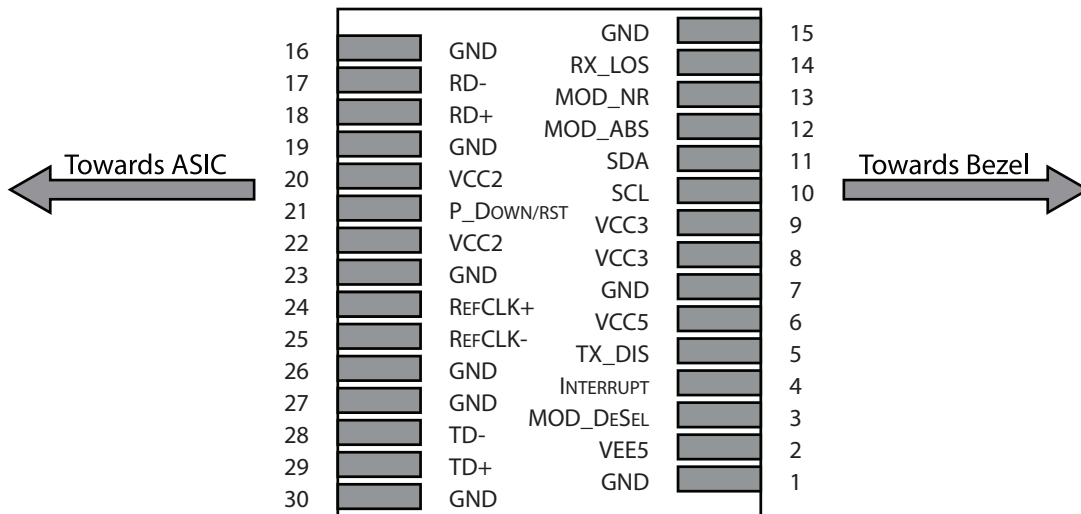 GND 15
16 GND
RX_LOS 14
17 RD-
MOD_NR 13
18 RD+
MOD_ABS 12
19 GND
Towards ASIC
SDA 11
Towards Bezel
20 VCC2
SCL 10
21 P_DOWN/RST
VCC3 9
22 VCC2
VCC3 8
23 GND
GND 7
24 REFCLK+
VCC5 6
25 REFCLK-
TX_DIS 5
26 GND
INTERRUPT 4
27 GND
MOD_DESEL 3
28 TD-
VEE5 2
29 TD+
GND 1
30 GND